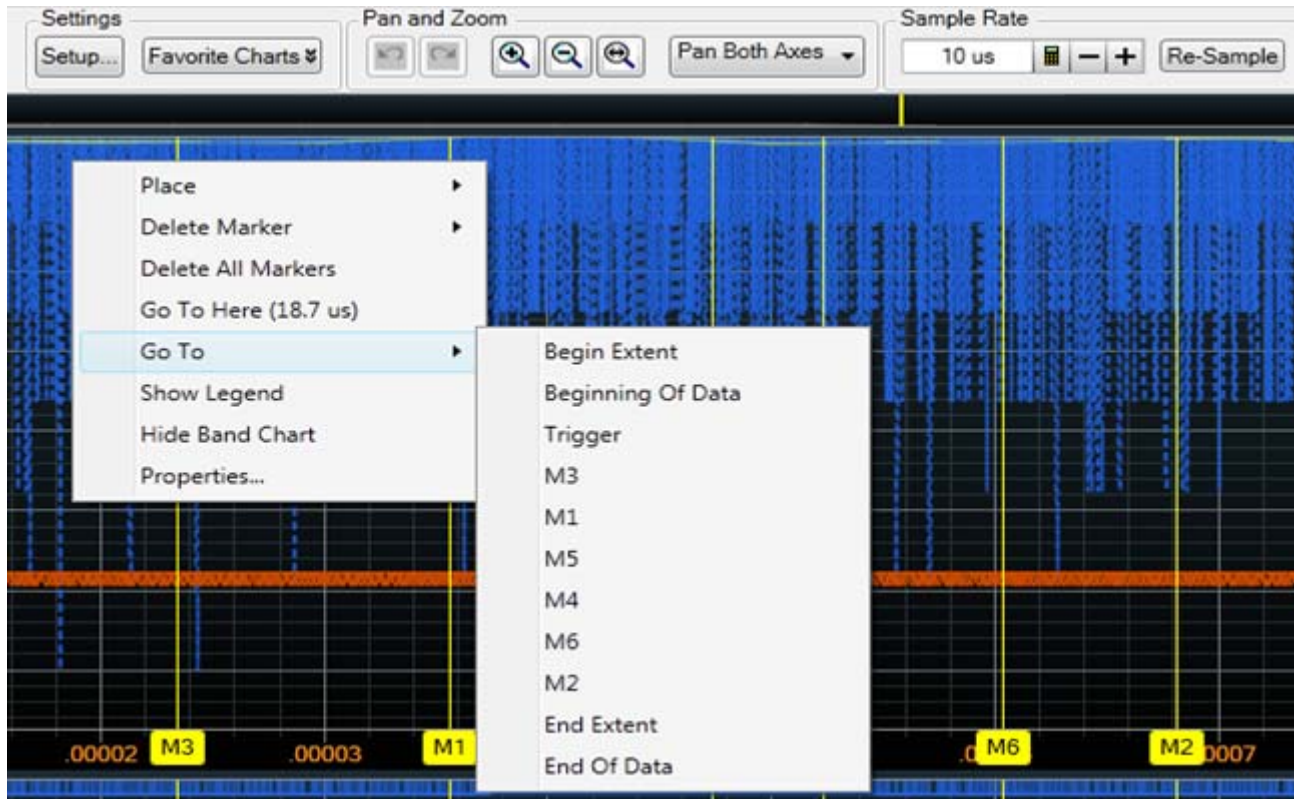 Settings Pan and Zoom Sample Rate
Setup... Favorite Charts Pan Both Axes 10 us Re-Sample
Place
Delete Marker
Delete All Markers
Go To Here (18.7 us)
Go To
Show Legend
Hide Band Chart
Properties...
Begin Extent
Beginning Of Data
Trigger
M3
M1
M5
M4
M6
M2
End Extent
End Of Data
.00002 M3 .00003 M1 M6 M2 0007